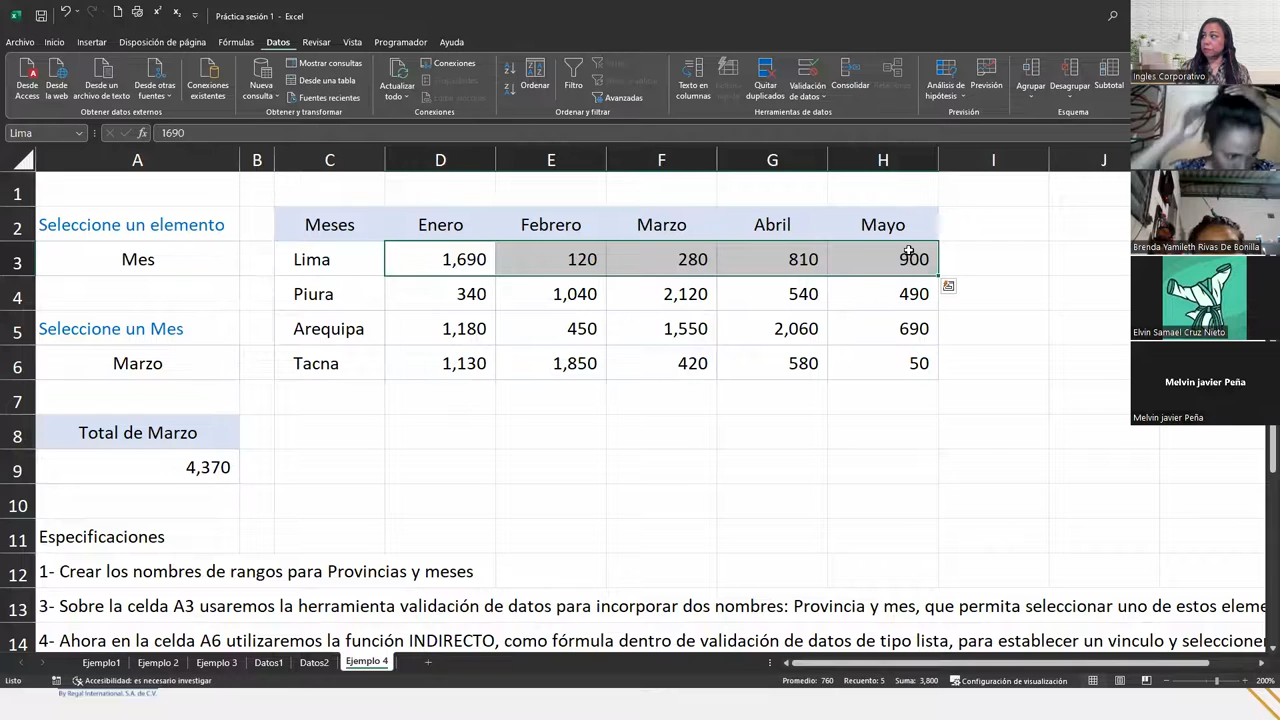 Práctica sesión 1 - Excel
Archivo Inicio Insertar Disposición de página Fórmulas Datos Revisar Vista Programador Ayuda
Desde Access
Desde la web
Desde un archivo de texto
Desde otras fuentes
Conexiones existentes
Obtener datos externos
Nueva consulta
Mostrar consultas
Desde una tabla
Fuentes recientes
Obtener y transformar
Actualizar todo
Conexiones
Propiedades
Conexiones
Ordenar
Filtro
Avanzadas
Ordenar y filtrar
Texto en columnas
Quitar duplicados
Validación de datos
Consolidar
Relaciones
Herramientas de datos
Análisis de hipótesis
Previsión
Previsión
Agrupar
Desagrupar
Subtotal
Esquema
Lima
fx
1690
A B C D E F G H I J
1
2 Seleccione un elemento Meses Enero Febrero Marzo Abril Mayo
3 Mes Lima 1,690 120 280 810 900
4 Piura 340 1,040 2,120 540 490
5 Seleccione un Mes Arequipa 1,180 450 1,550 2,060 690
6 Marzo Tacna 1,130 1,850 420 580 50
7
8 Total de Marzo
9 4,370
10
11 Especificaciones
12 1- Crear los nombres de rangos para Provincias y meses
13 3- Sobre la celda A3 usaremos la herramienta validación de datos para incorporar dos nombres: Provincia y mes, que permita seleccionar uno de estos eleme
14 4- Ahora en la celda A6 utilizaremos la función INDIRECTO, como fórmula dentro de validación de datos de tipo lista, para establecer un vinculo y seleccioner
Ejemplo1 Ejemplo 2 Ejemplo 3 Datos1 Datos2 Ejemplo 4
Listo Accesibilidad: es necesario investigar Promedio: 760 Recuento: 5 Suma: 3,800 Configuración de visualización 200%
By Regal International, S.A. de C.V.
Ingles Corporativo
Brenda Yamileth Rivas De Bonilla
Elvin Samael Cruz Nieto
Melvin javier Peña
Melvin javier Peña